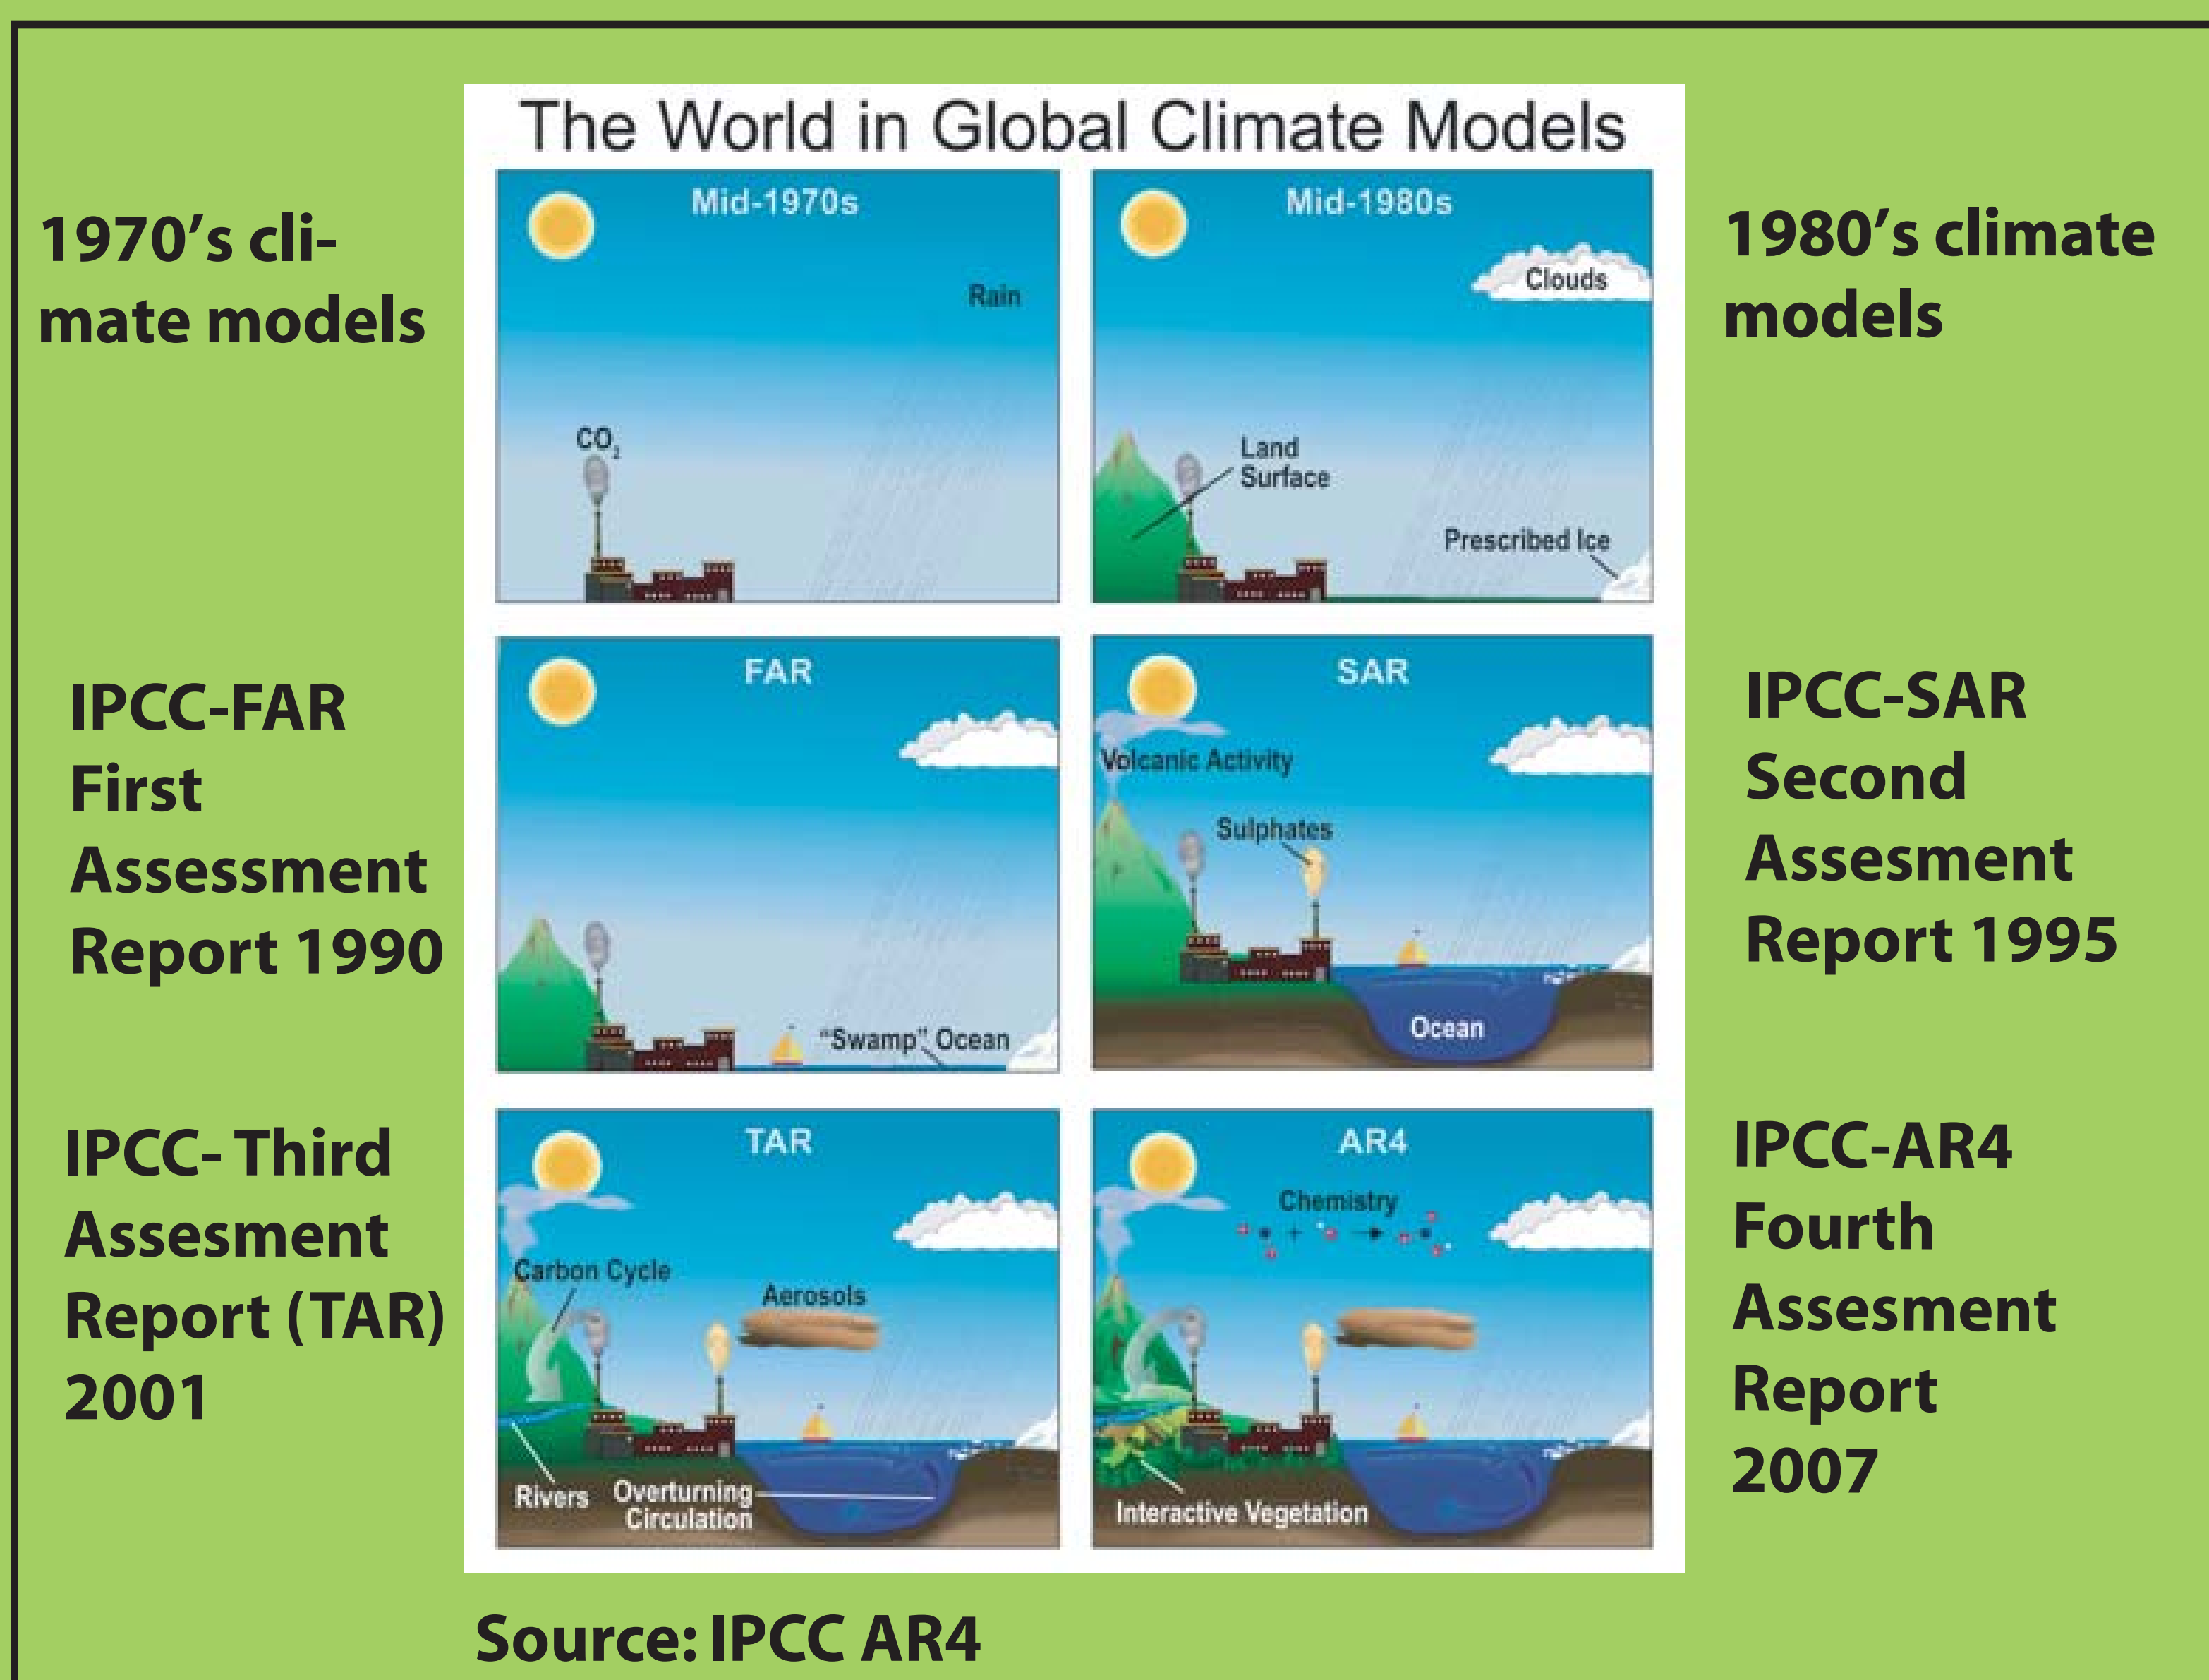 The World in Global Climate Models
1970’s cli-
mate models
Mid-1970s
Rain
CO₂
Mid-1980s
Clouds
Land
Surface
Prescribed Ice
1980’s climate
models
IPCC-FAR
First
Assessment
Report 1990
FAR
“Swamp” Ocean
SAR
Volcanic Activity
Sulphates
Ocean
IPCC-SAR
Second
Assesment
Report 1995
IPCC- Third
Assesment
Report (TAR)
2001
TAR
Carbon Cycle
Aerosols
Rivers
Overturning
Circulation
AR4
Chemistry
+
Interactive Vegetation
IPCC-AR4
Fourth
Assesment
Report
2007
Source: IPCC AR4